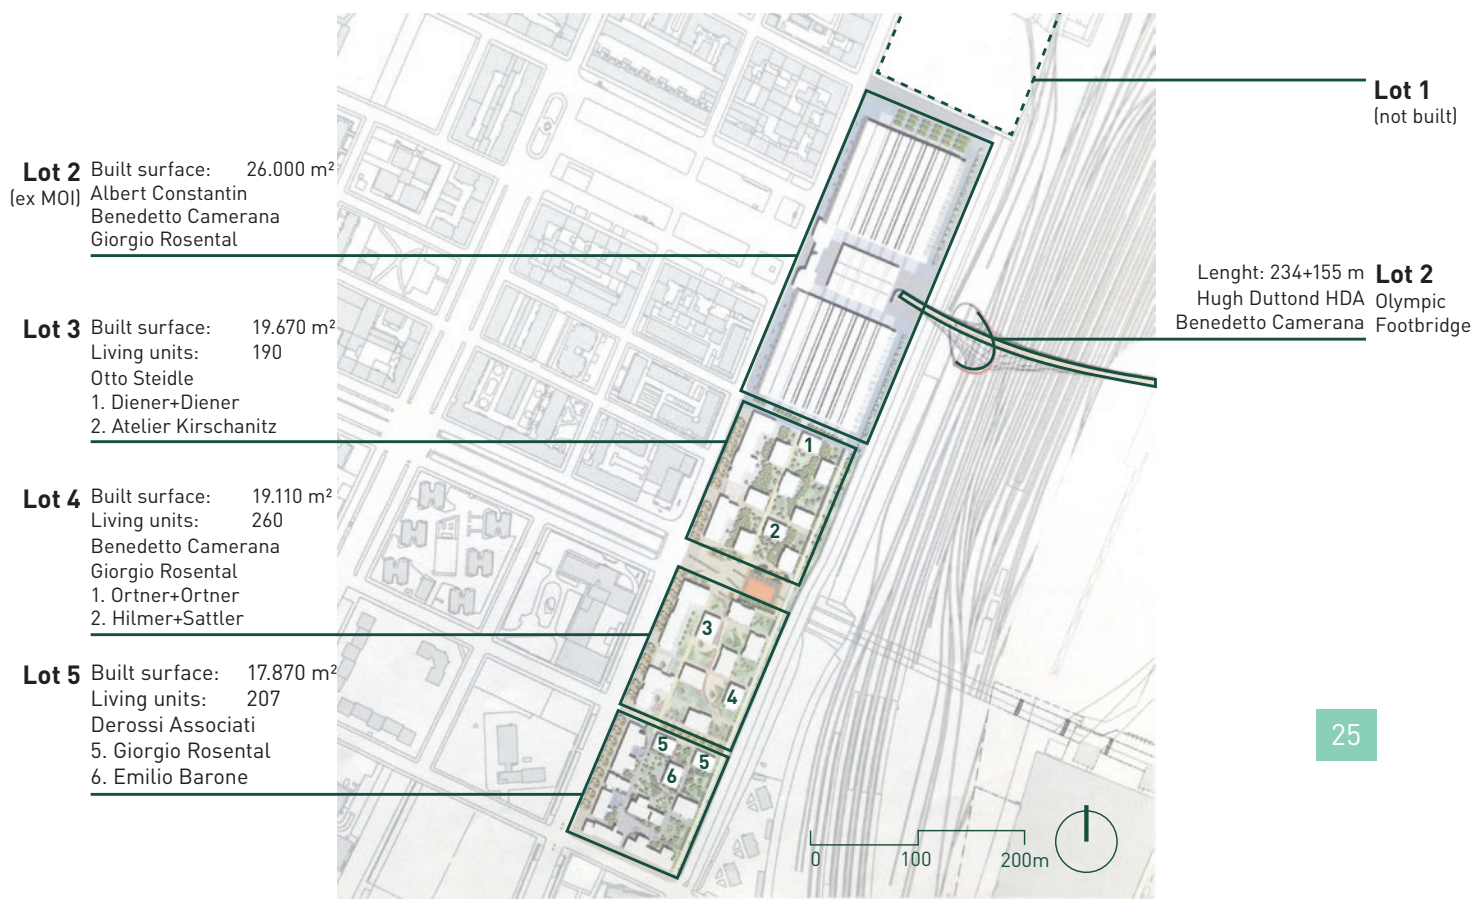 Lot 1
(not built)
Lot 2 Built surface: 26.000 m²
(ex MOI) Albert Constantin
Benedetto Camerana
Giorgio Rosental
Lenght: 234+155 m Lot 2
Hugh Duttond HDA Olympic
Benedetto Camerana Footbridge
Lot 3 Built surface: 19.670 m²
Living units: 190
Otto Steidle
1. Diener+Diener
2. Atelier Kirschanitz
Lot 4 Built surface: 19.110 m²
Living units: 260
Benedetto Camerana
Giorgio Rosental
1. Ortner+Ortner
2. Hilmer+Sattler
Lot 5 Built surface: 17.870 m²
Living units: 207
Derossi Associati
5. Giorgio Rosental
6. Emilio Barone
1
2
3
4
5
5
6
25
0 100 200m